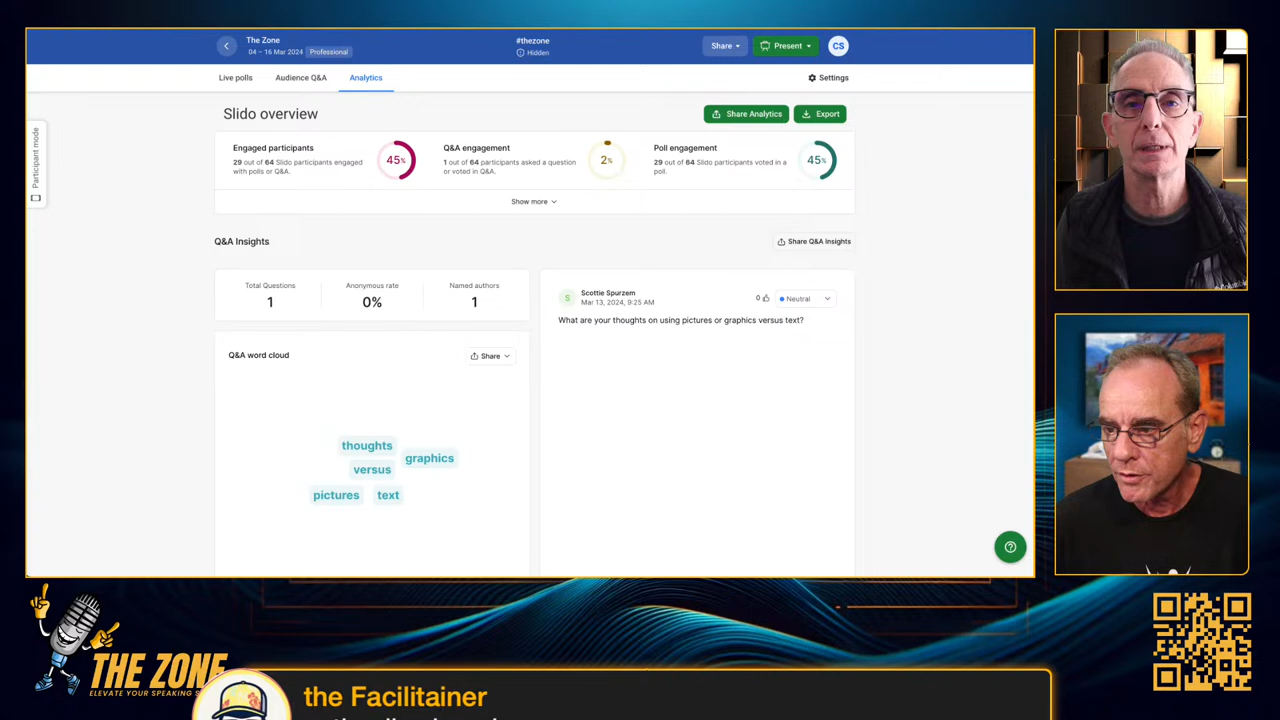 The Zone
04 – 16 Mar 2024 Professional
#thezone
Hidden
Share
Present
CS
Live polls
Audience Q&A
Analytics
Settings
Participant mode
Slido overview
Share Analytics
Export
Engaged participants
29 out of 64 Slido participants engaged
with polls or Q&A.
45%
Q&A engagement
1 out of 64 participants asked a question
or voted in Q&A.
2%
Poll engagement
29 out of 64 Slido participants voted in a
poll.
45%
Show more
Q&A Insights
Share Q&A Insights
Total Questions
1
Anonymous rate
0%
Named authors
1
S
Scottie Spurzem
Mar 13, 2024, 9:25 AM
0
Neutral
What are your thoughts on using pictures or graphics versus text?
Q&A word cloud
Share
thoughts
graphics
versus
pictures
text
THE ZONE
ELEVATE YOUR SPEAKING
the Facilitainer